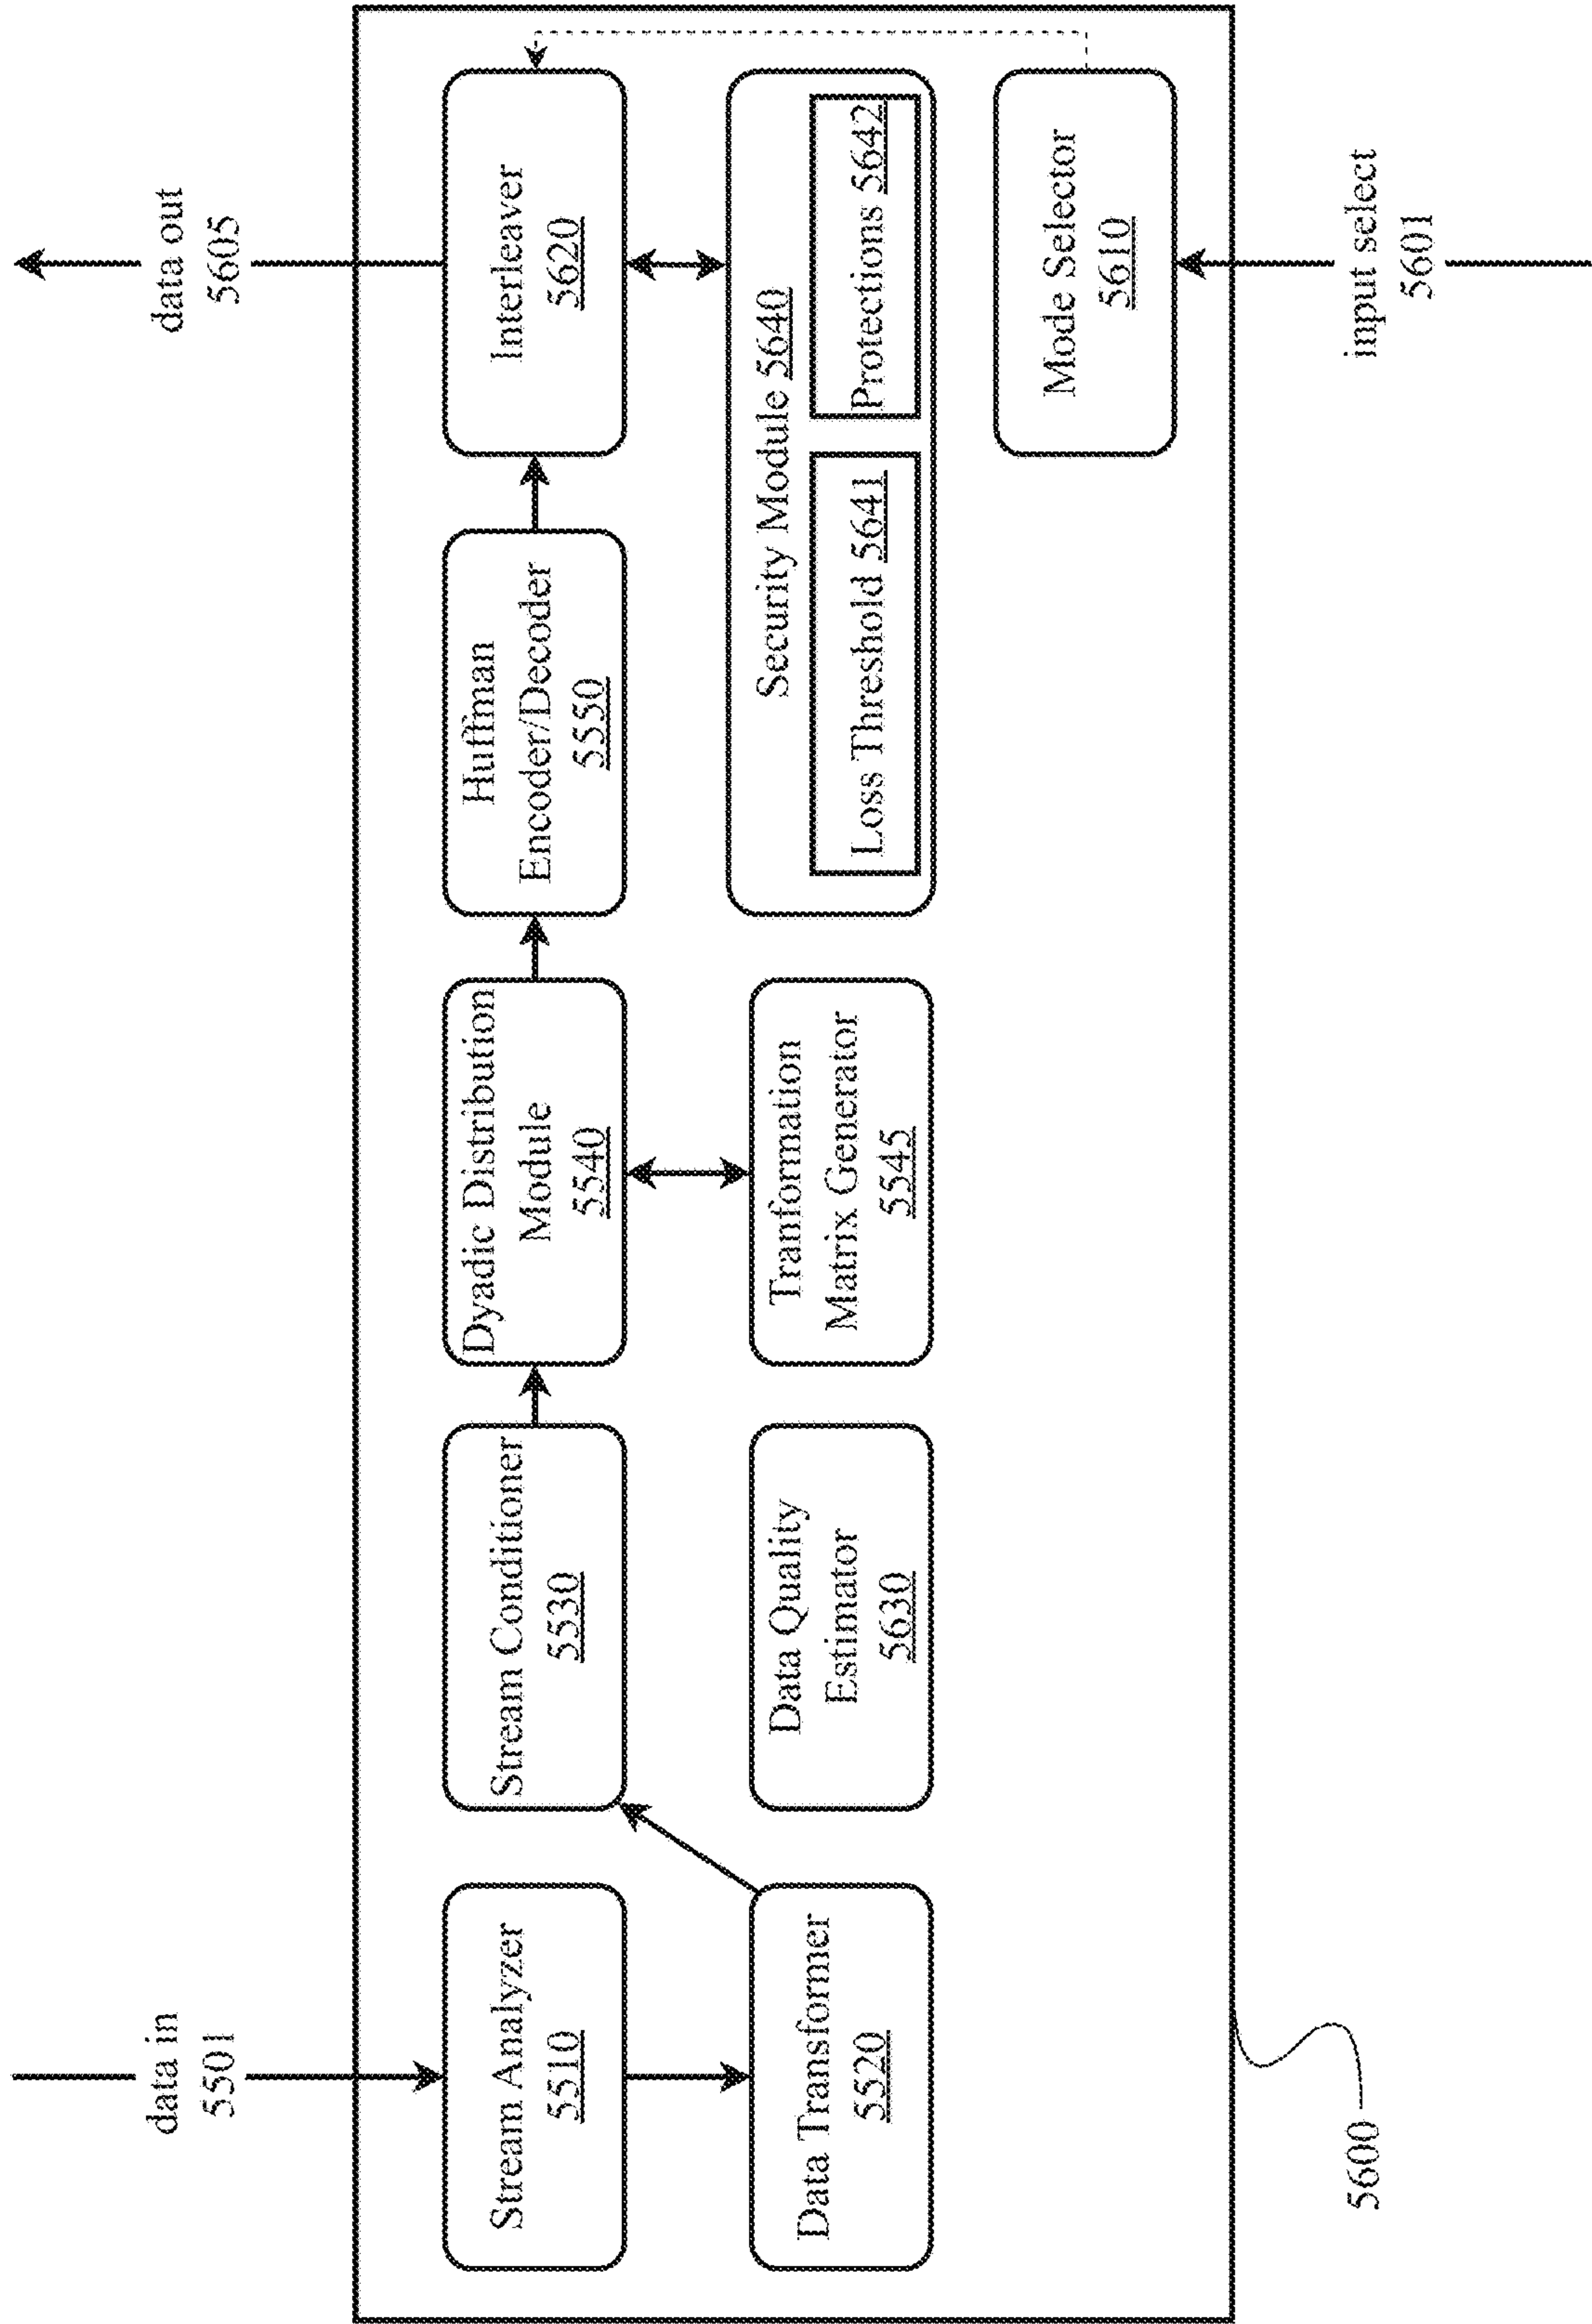 data in
5501
data out
5605
Stream Analyzer
5510
Stream Conditioner
5530
Dyadic Distribution
Module
5540
Huffman
Encoder/Decoder
5550
Interleaver
5620
Data Transformer
5520
Data Quality
Estimator
5630
Tranformation
Matrix Generator
5545
Security Module 5640
Loss Threshold 5641
Protections 5642
Mode Selector
5610
input select
5601
5600